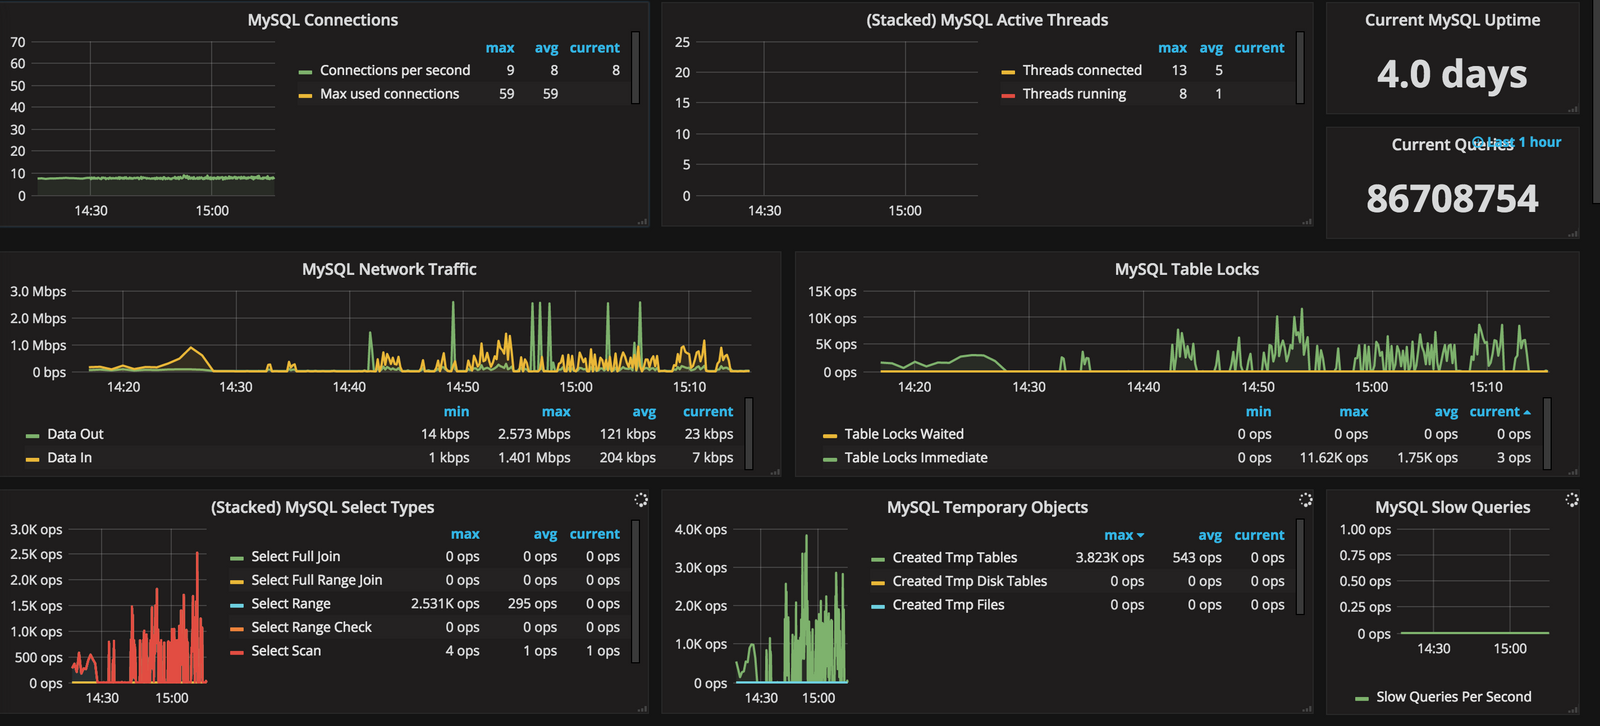 MySQL Connections
70
60
50
40
30
20
10
0
14:30 15:00
max avg current
Connections per second 9 8 8
Max used connections 59 59
(Stacked) MySQL Active Threads
25
20
15
10
5
0
14:30 15:00
max avg current
Threads connected 13 5
Threads running 8 1
Current MySQL Uptime
4.0 days
Current Queries
Last 1 hour
86708754
MySQL Network Traffic
3.0 Mbps
2.0 Mbps
1.0 Mbps
0 bps
14:20 14:30 14:40 14:50 15:00 15:10
min max avg current
Data Out 14 kbps 2.573 Mbps 121 kbps 23 kbps
Data In 1 kbps 1.401 Mbps 204 kbps 7 kbps
MySQL Table Locks
15K ops
10K ops
5K ops
0 ops
14:20 14:30 14:40 14:50 15:00 15:10
min max avg current
Table Locks Waited 0 ops 0 ops 0 ops 0 ops
Table Locks Immediate 0 ops 11.62K ops 1.75K ops 3 ops
(Stacked) MySQL Select Types
3.0K ops
2.5K ops
2.0K ops
1.5K ops
1.0K ops
500 ops
0 ops
14:30 15:00
max avg current
Select Full Join 0 ops 0 ops 0 ops
Select Full Range Join 0 ops 0 ops 0 ops
Select Range 2.531K ops 295 ops 0 ops
Select Range Check 0 ops 0 ops 0 ops
Select Scan 4 ops 1 ops 1 ops
MySQL Temporary Objects
4.0K ops
3.0K ops
2.0K ops
1.0K ops
0 ops
14:30 15:00
max avg current
Created Tmp Tables 3.823K ops 543 ops 0 ops
Created Tmp Disk Tables 0 ops 0 ops 0 ops
Created Tmp Files 0 ops 0 ops 0 ops
MySQL Slow Queries
1.00 ops
0.75 ops
0.50 ops
0.25 ops
0 ops
14:30 15:00
Slow Queries Per Second